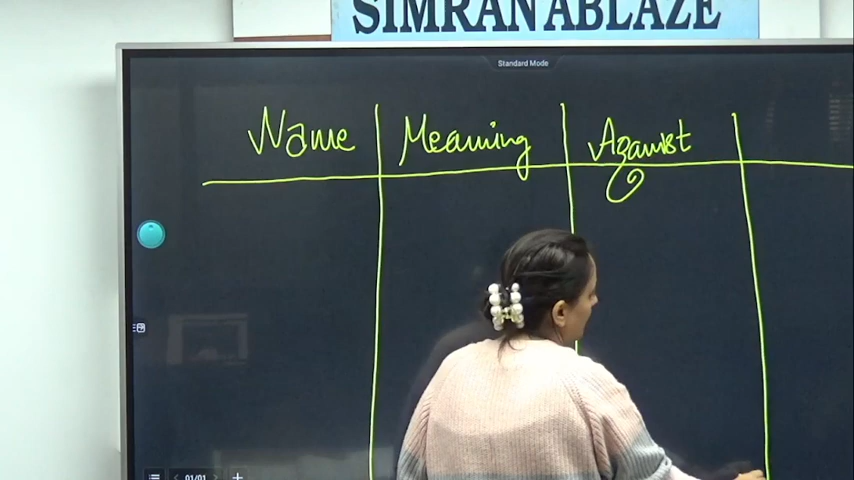 SIMRAN ABLAZE
Standard Mode
Name Meaning Against
01/01